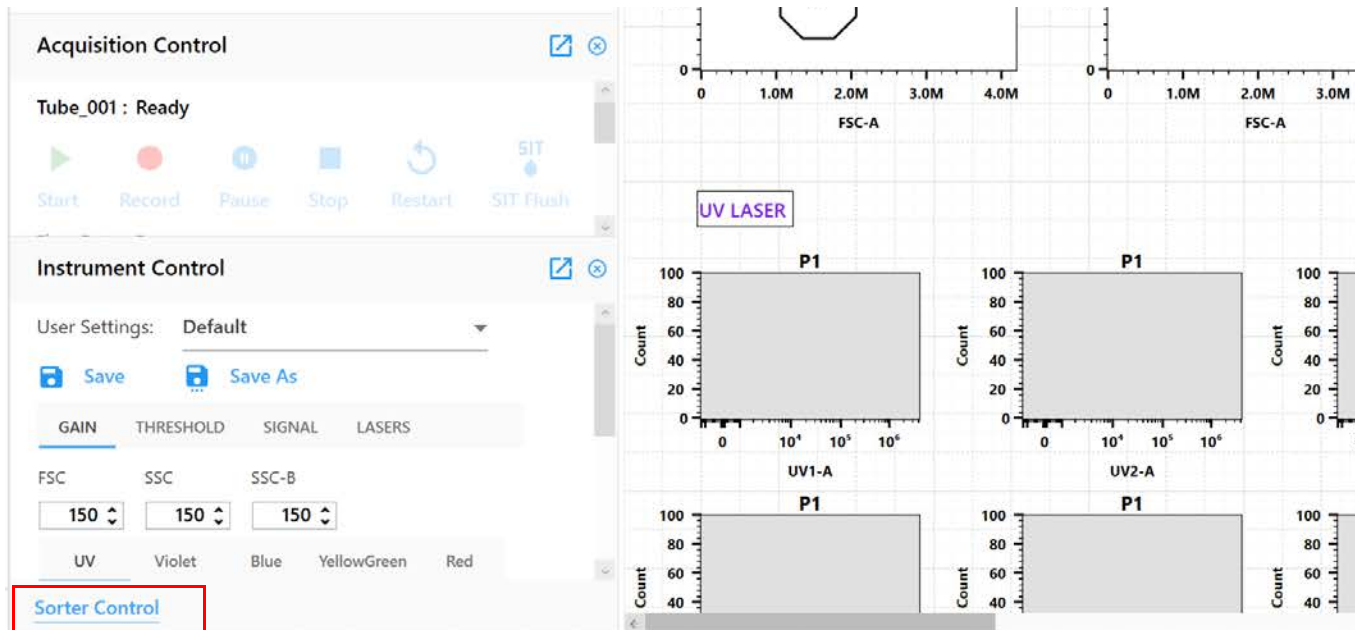 Acquisition Control
Tube_001 : Ready
SIT
Start Record Pause Stop Restart SIT Flush
Instrument Control
User Settings: Default
Save Save As
GAIN THRESHOLD SIGNAL LASERS
FSC SSC SSC-B
150 150 150
UV Violet Blue YellowGreen Red
Sorter Control
0 0
0 1.0M 2.0M 3.0M 4.0M 0 1.0M 2.0M 3.0M
FSC-A FSC-A
UV LASER
P1 P1
100 100 100
80 80 80
60 60 60
Count Count Count
40 40 40
20 20 20
0 0 0
0 10⁴ 10⁵ 10⁶ 0 10⁴ 10⁵ 10⁶
UV1-A UV2-A
P1 P1
100 100 100
80 80 80
60 60 60
Count Count Count
40 40 40